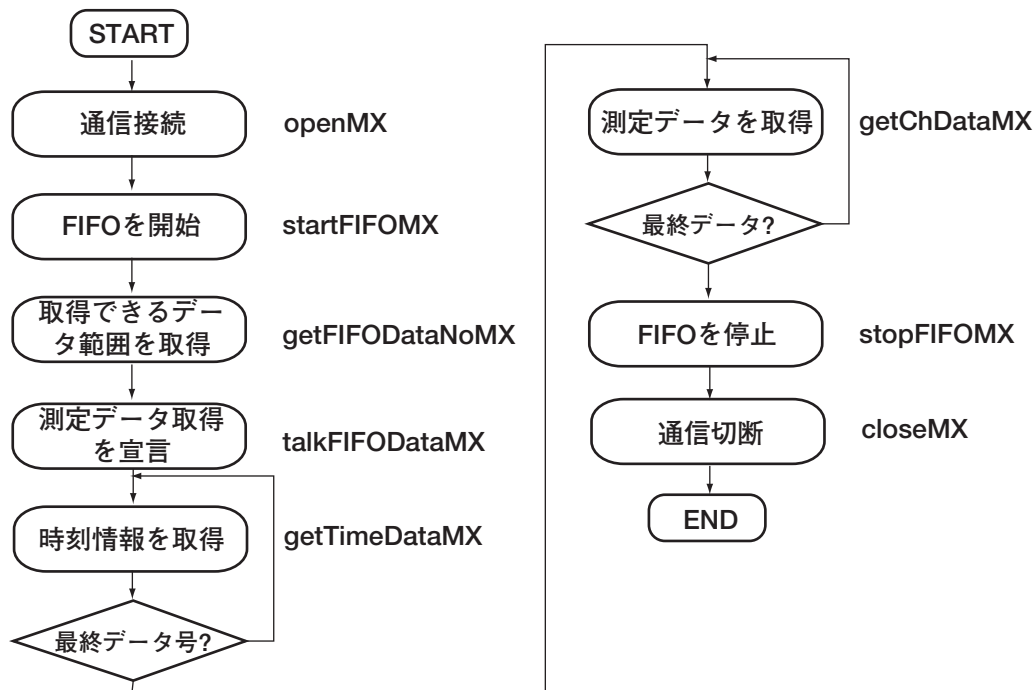 START
通信接続
openMX
FIFOを開始
startFIFOMX
取得できるデー
タ範囲を取得
getFIFODataNoMX
測定データ取得
を宣言
talkFIFODataMX
時刻情報を取得
getTimeDataMX
最終データ号?
測定データを取得
getChDataMX
最終データ?
FIFOを停止
stopFIFOMX
通信切断
closeMX
END